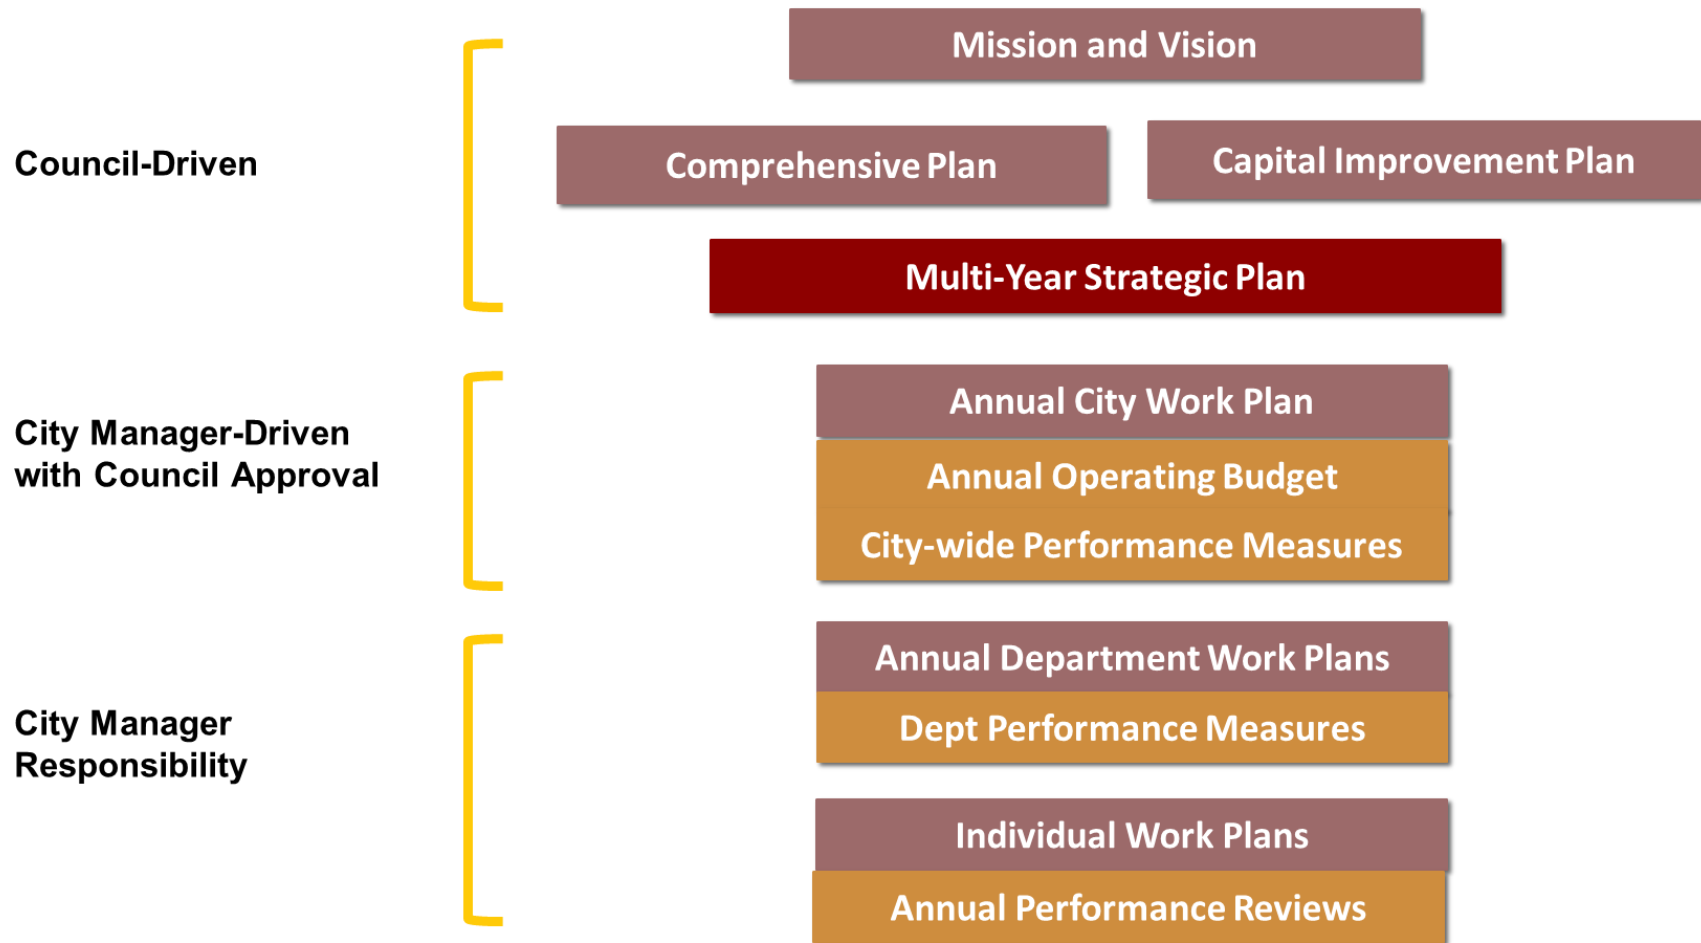 Mission and Vision
Council-Driven
Comprehensive Plan
Capital Improvement Plan
Multi-Year Strategic Plan
City Manager-Driven
with Council Approval
Annual City Work Plan
Annual Operating Budget
City-wide Performance Measures
City Manager
Responsibility
Annual Department Work Plans
Dept Performance Measures
Individual Work Plans
Annual Performance Reviews